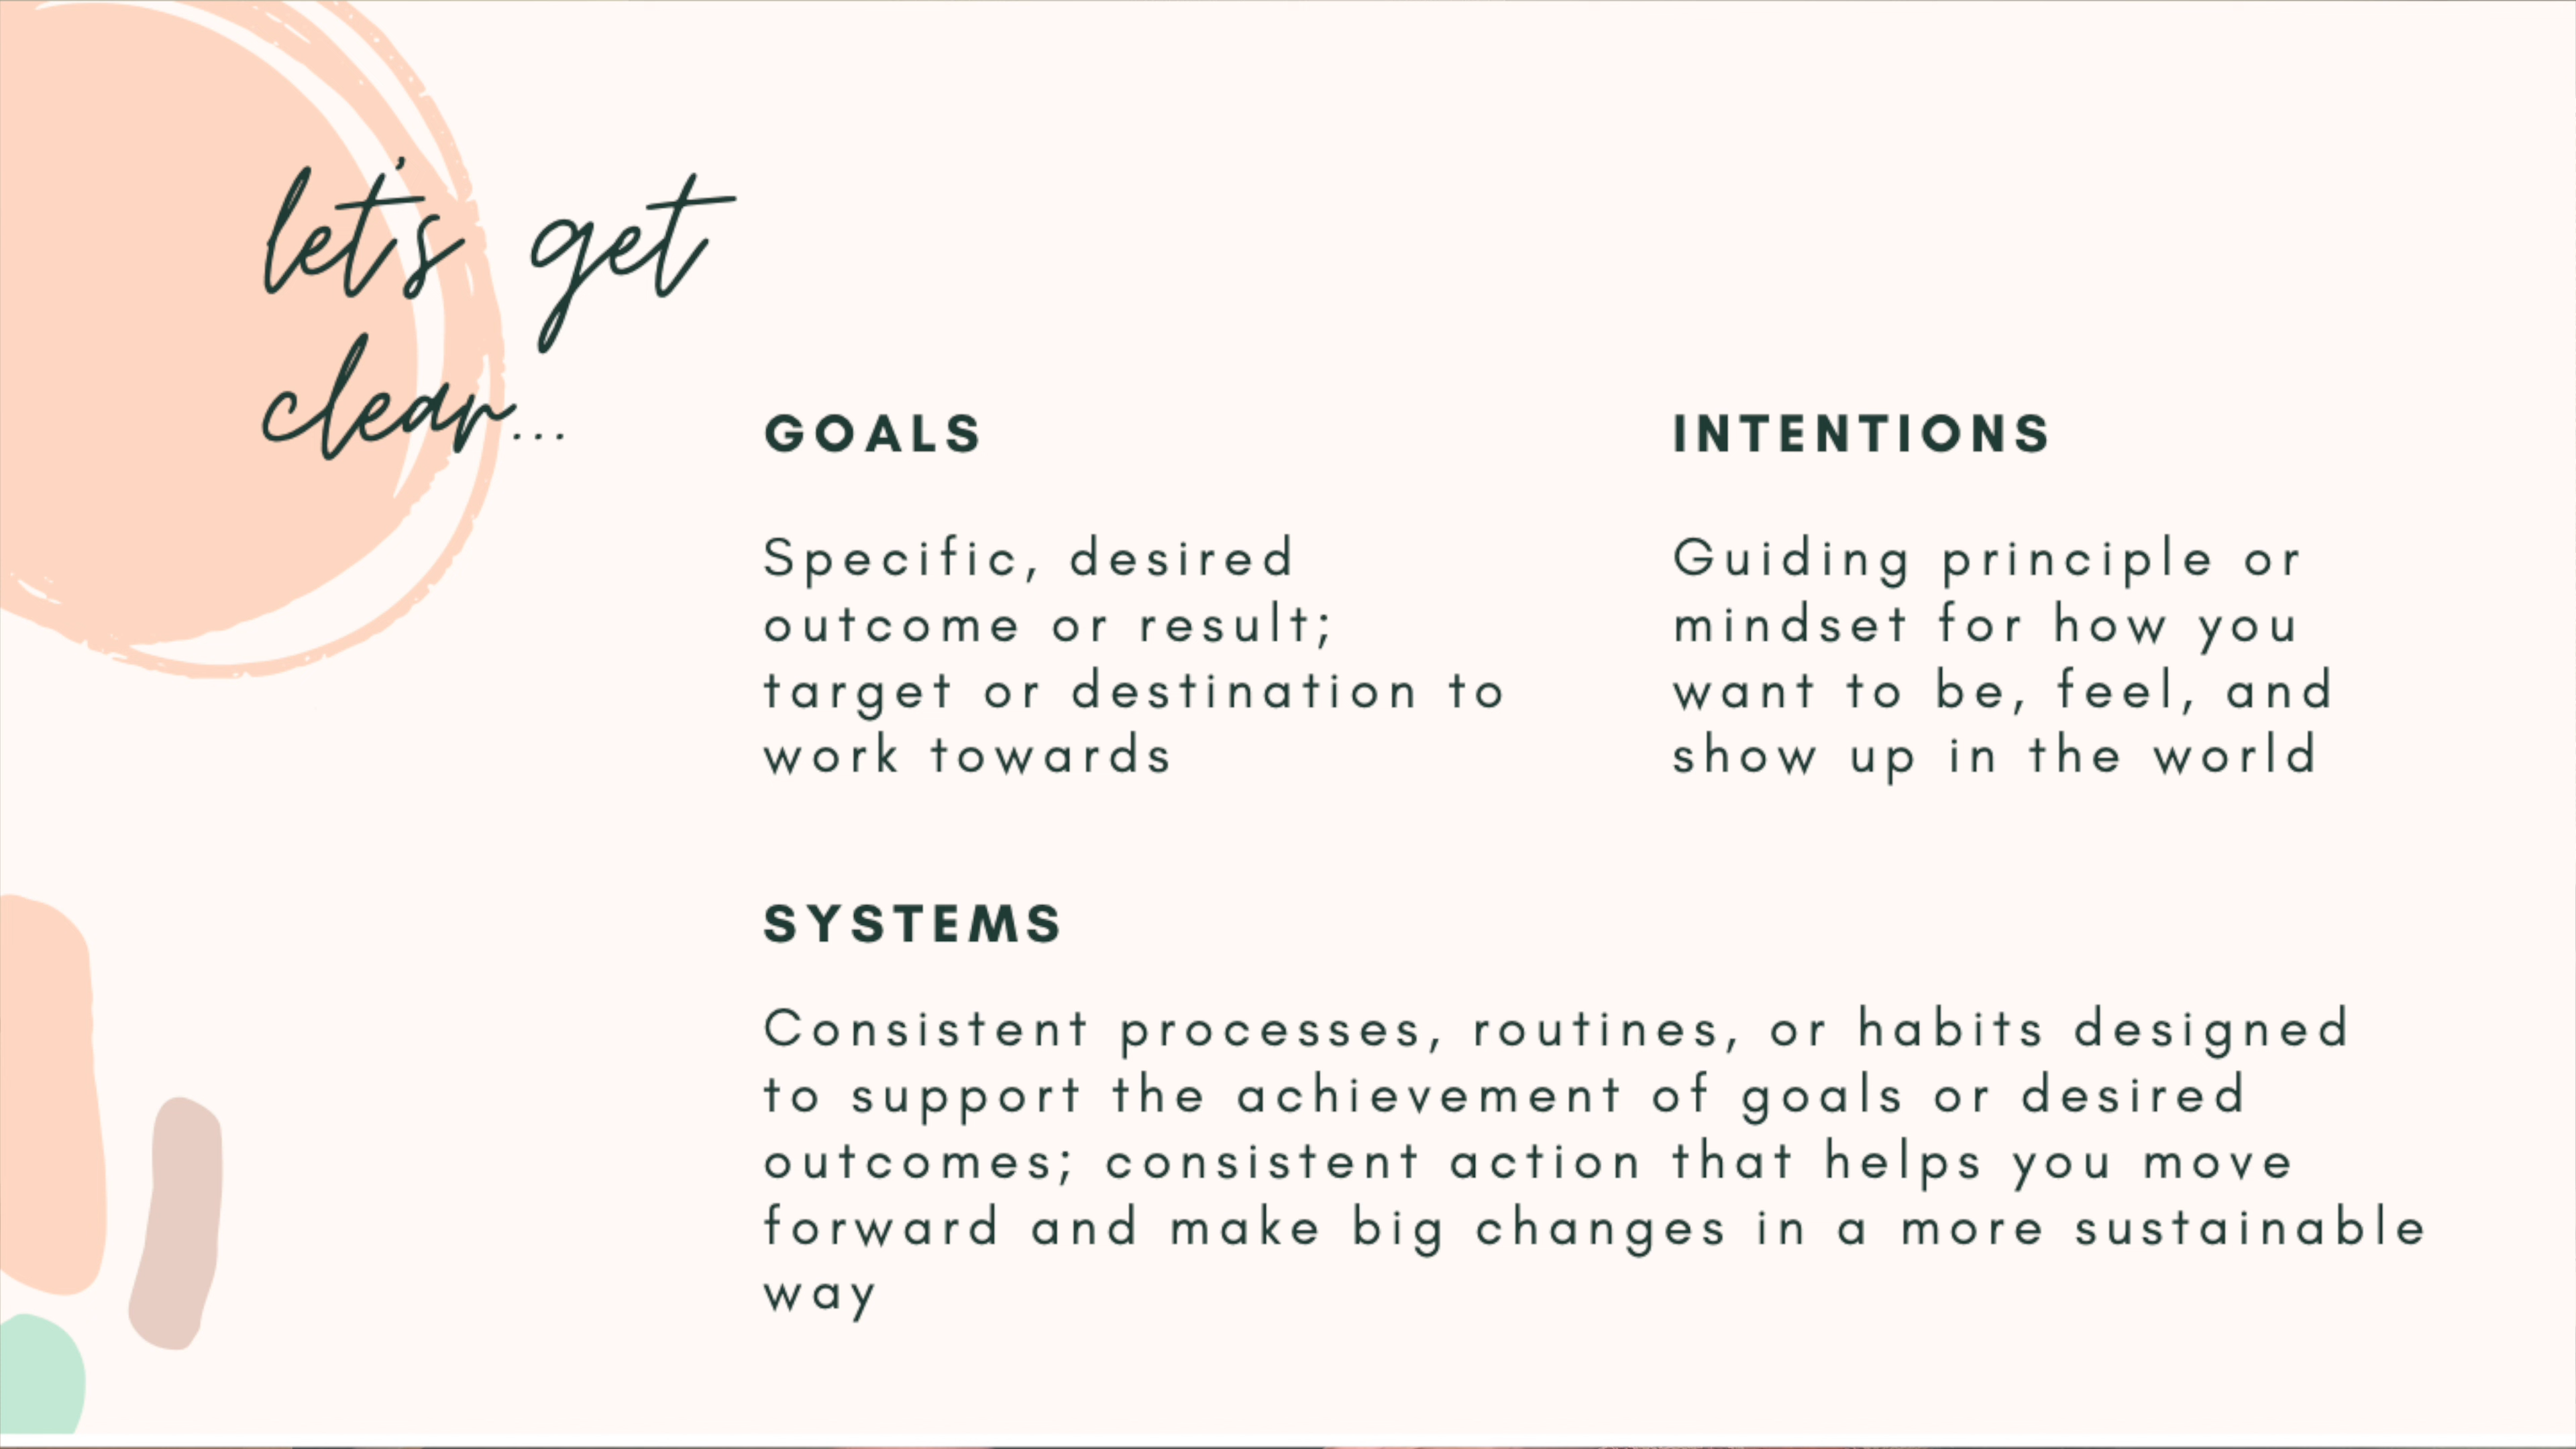 let's get
clear...
GOALS
Specific, desired
outcome or result;
target or destination to
work towards
INTENTIONS
Guiding principle or
mindset for how you
want to be, feel, and
show up in the world
SYSTEMS
Consistent processes, routines, or habits designed
to support the achievement of goals or desired
outcomes; consistent action that helps you move
forward and make big changes in a more sustainable
way